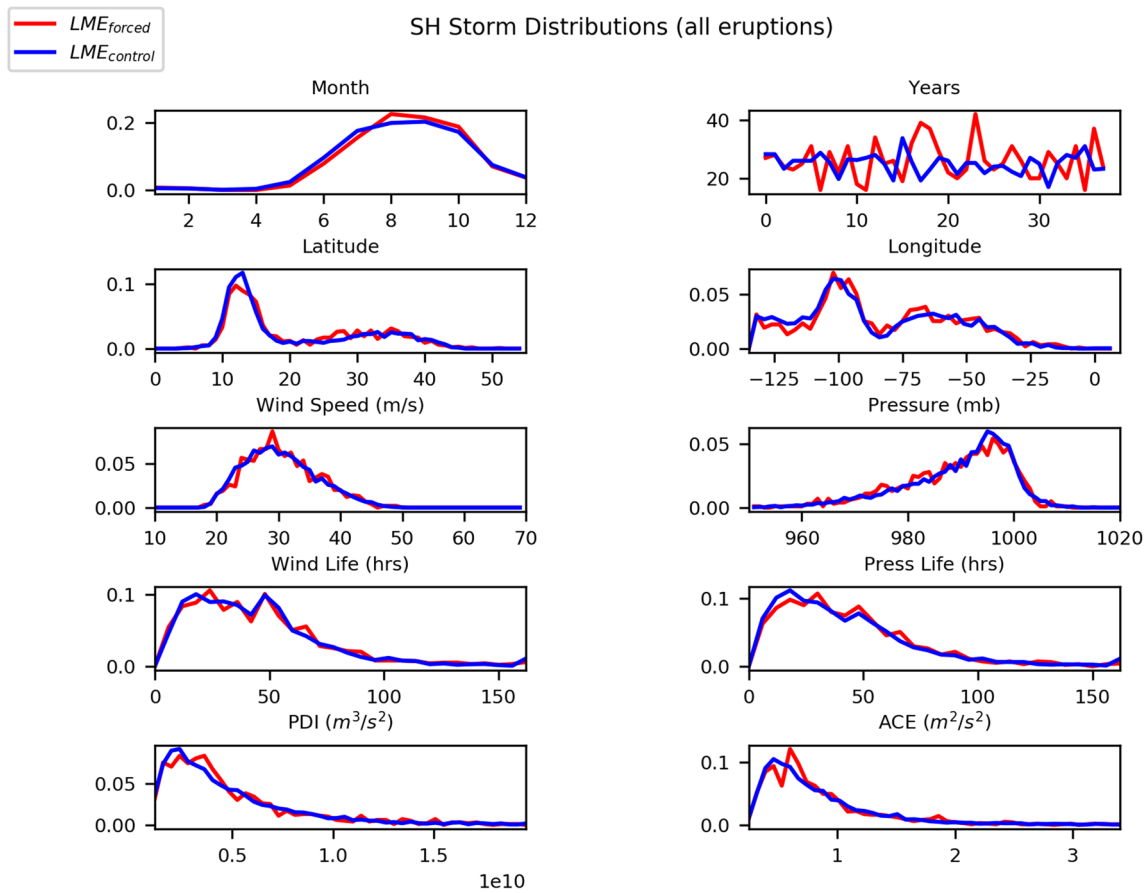 LME_forced
LME_control
SH Storm Distributions (all eruptions)
Month
Years
0.2
0.0
2 4 6 8 10 12
40
20
0 10 20 30
Latitude
Longitude
0.1
0.0
0 10 20 30 40 50
0.05
0.00
−125 −100 −75 −50 −25 0
Wind Speed (m/s)
Pressure (mb)
0.05
0.00
10 20 30 40 50 60 70
0.05
0.00
960 980 1000 1020
Wind Life (hrs)
Press Life (hrs)
0.1
0.0
0 50 100 150
0.1
0.0
0 50 100 150
PDI (m³/s²)
ACE (m²/s²)
0.05
0.00
0.5 1.0 1.5
1e10
0.1
0.0
1 2 3